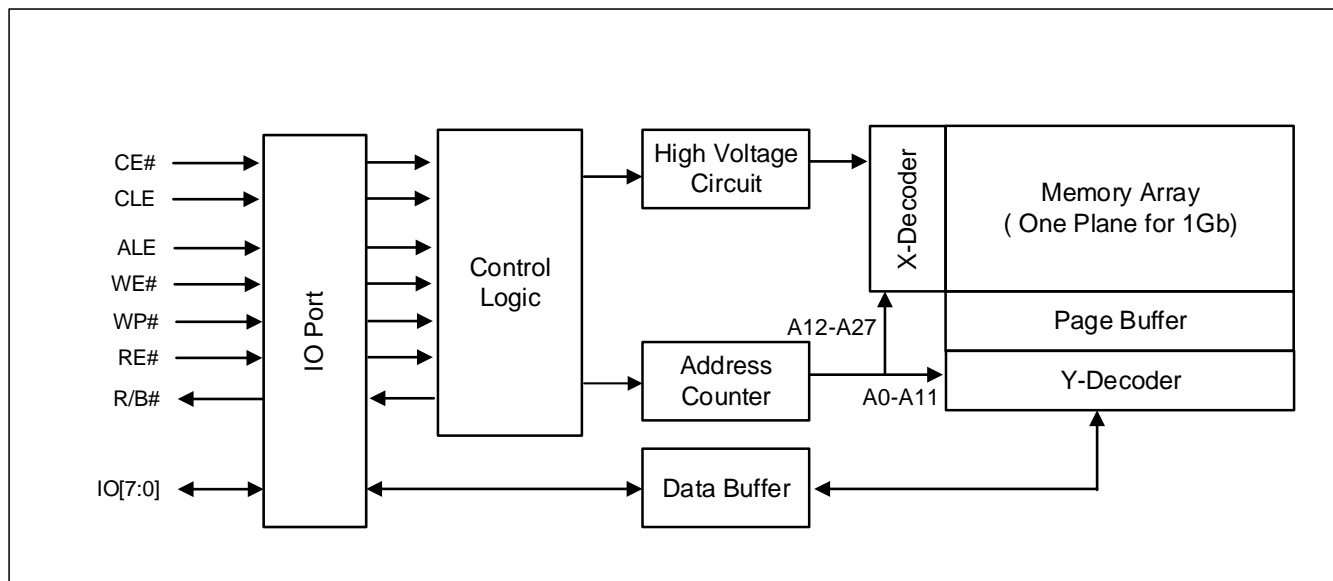 CE#
CLE
ALE
WE#
WP#
RE#
R/B#
IO[7:0]
IO Port
Control
Logic
High Voltage
Circuit
Address
Counter
Data Buffer
X-Decoder
Memory Array
( One Plane for 1Gb)
Page Buffer
Y-Decoder
A12-A27
A0-A11